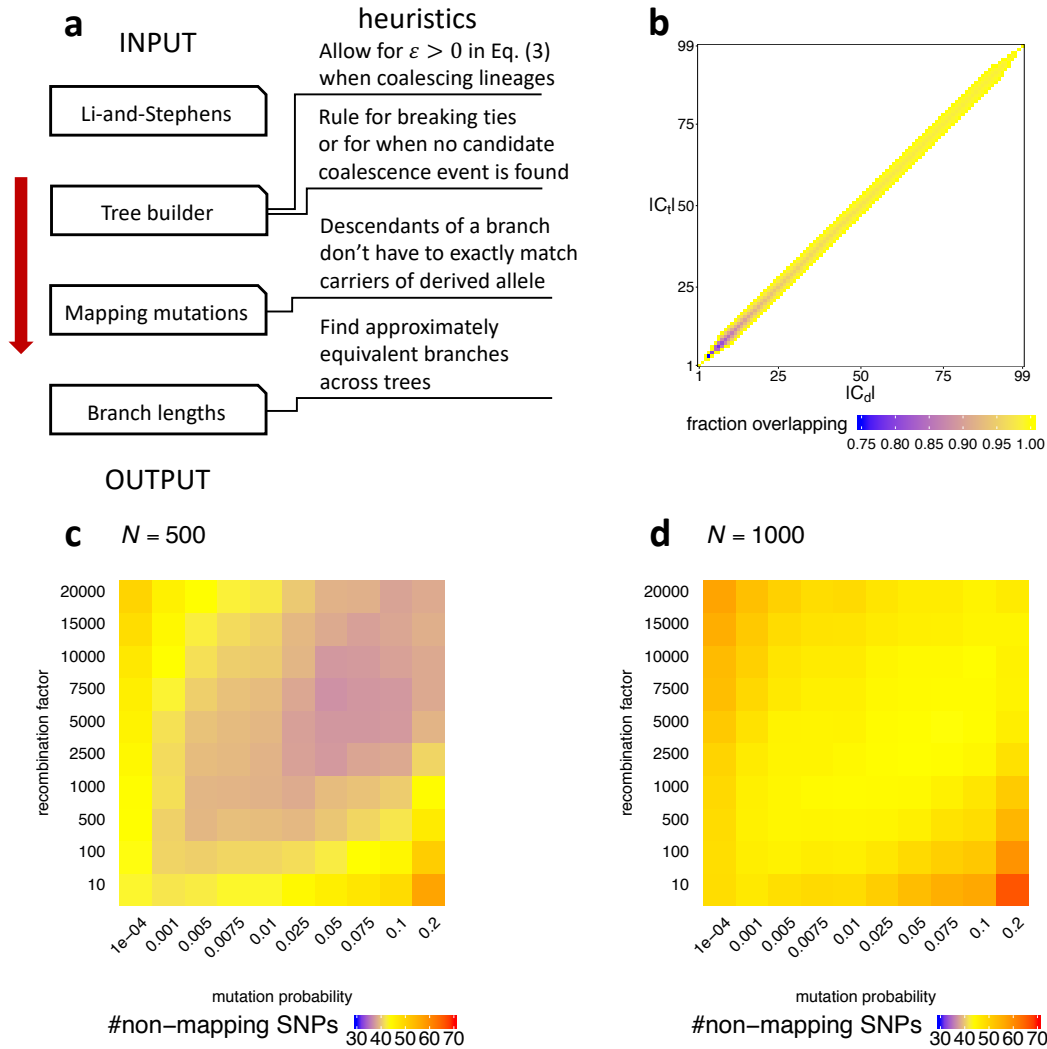 a
INPUT
heuristics
Li-and-Stephens
Allow for ε > 0 in Eq. (3)
when coalescing lineages
Tree builder
Rule for breaking ties
or for when no candidate
coalescence event is found
Mapping mutations
Descendants of a branch
don't have to exactly match
carriers of derived allele
Branch lengths
Find approximately
equivalent branches
across trees
OUTPUT
b
99
75
|Cₜ| 50
25
1
1 25 50 75 99
|C_d|
fraction overlapping
0.75 0.80 0.85 0.90 0.95 1.00
c N = 500
recombination factor
20000
15000
10000
7500
5000
2500
1000
500
100
10
1e−04 0.001 0.005 0.0075 0.01 0.025 0.05 0.075 0.1 0.2
mutation probability
#non−mapping SNPs
30 40 50 60 70
d N = 1000
recombination factor
20000
15000
10000
7500
5000
2500
1000
500
100
10
1e−04 0.001 0.005 0.0075 0.01 0.025 0.05 0.075 0.1 0.2
mutation probability
#non−mapping SNPs
30 40 50 60 70